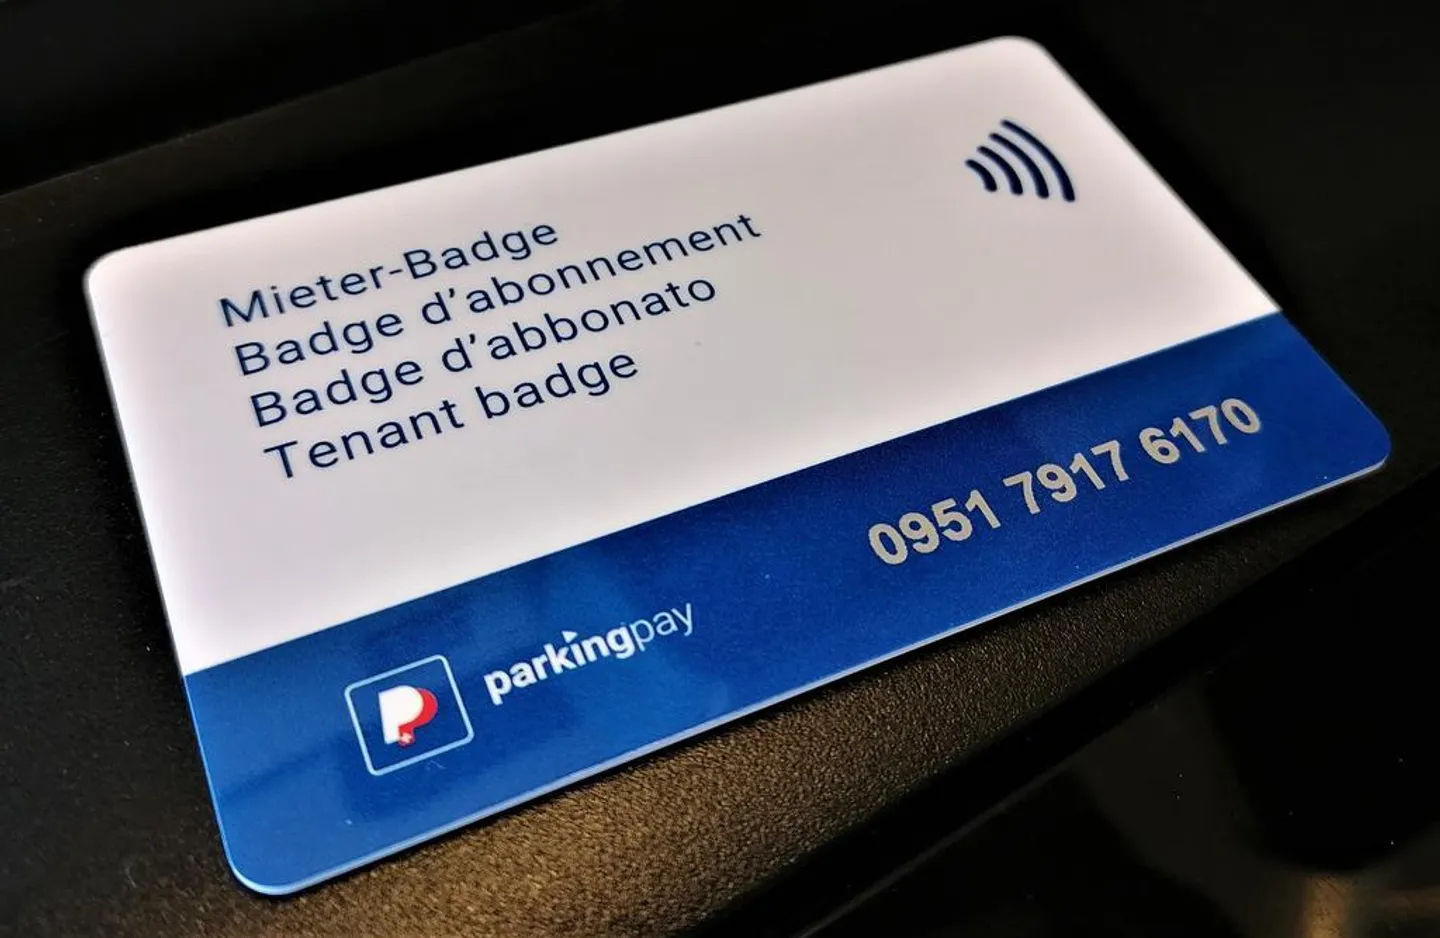 Mieter-Badge
Badge d'abonnement
Badge d'abbonato
Tenant badge
0951 7917 6170
parkingpay